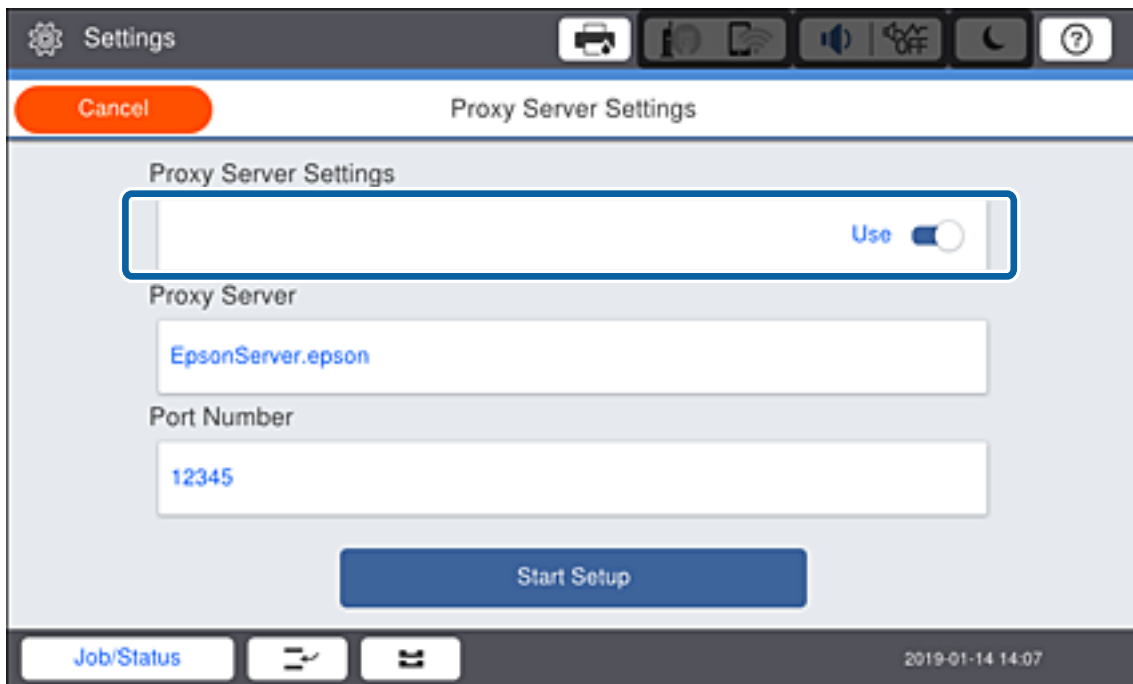 Settings
OFF
Cancel
Proxy Server Settings
Proxy Server Settings
Use
Proxy Server
EpsonServer.epson
Port Number
12345
Start Setup
Job/Status
2019-01-14 14:07